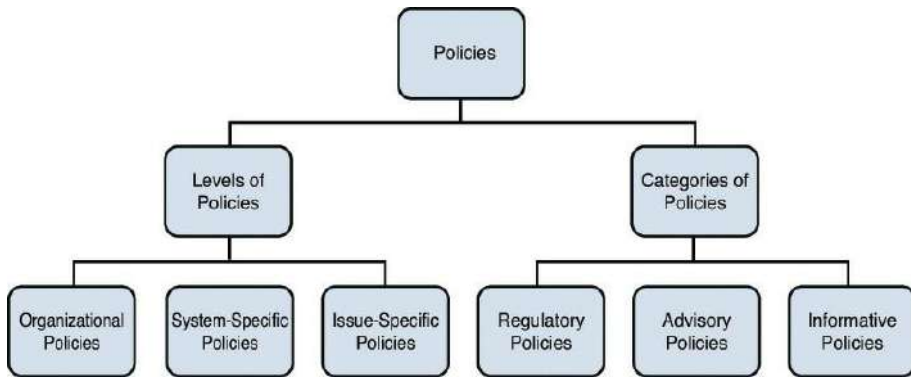 Policies
Levels of
Policies
Categories of
Policies
Organizational
Policies
System-Specific
Policies
Issue-Specific
Policies
Regulatory
Policies
Advisory
Policies
Informative
Policies